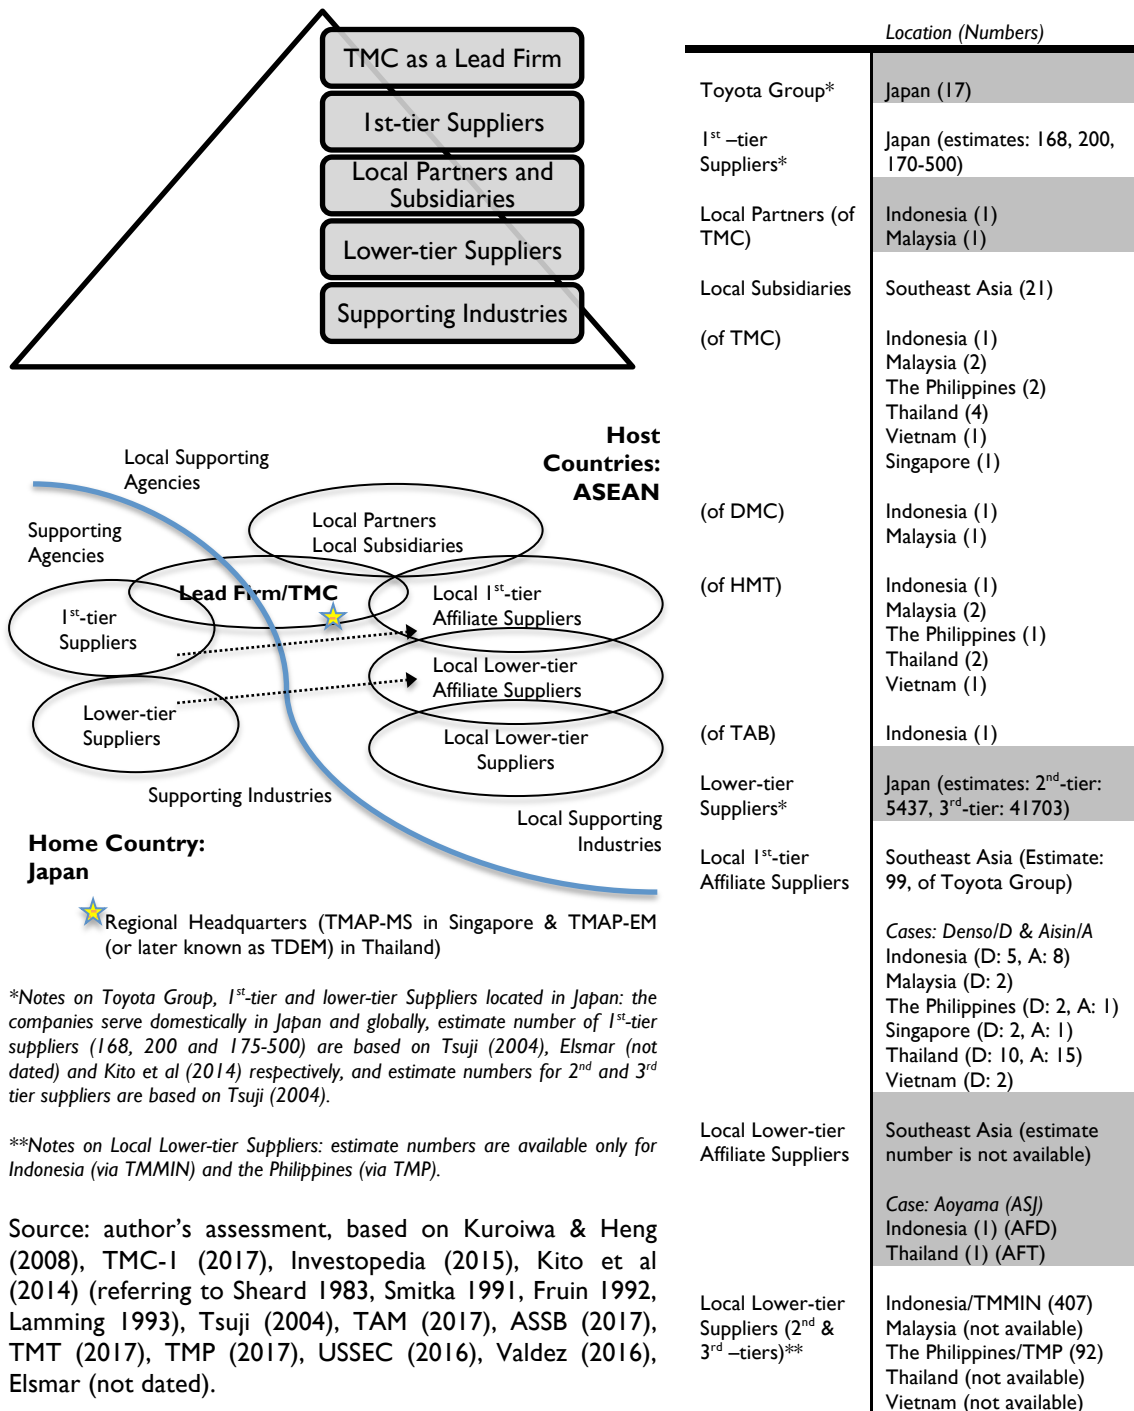 TMC as a Lead Firm
1st-tier Suppliers
Local Partners and
Subsidiaries
Lower-tier Suppliers
Supporting Industries
Host
Countries:
ASEAN
Local Supporting
Agencies
Supporting
Agencies
Local Partners
Local Subsidiaries
Lead Firm/TMC
1st-tier
Suppliers
Local 1st-tier
Affiliate Suppliers
Local Lower-tier
Affiliate Suppliers
Lower-tier
Suppliers
Local Lower-tier
Suppliers
Supporting Industries
Local Supporting
Industries
Home Country:
Japan
Regional Headquarters (TMAP-MS in Singapore & TMAP-EM
(or later known as TDEM) in Thailand)
*Notes on Toyota Group, 1st-tier and lower-tier Suppliers located in Japan: the
companies serve domestically in Japan and globally, estimate number of 1st-tier
suppliers (168, 200 and 175-500) are based on Tsuji (2004), Elsmar (not
dated) and Kito et al (2014) respectively, and estimate numbers for 2nd and 3rd
tier suppliers are based on Tsuji (2004).
**Notes on Local Lower-tier Suppliers: estimate numbers are available only for
Indonesia (via TMMIN) and the Philippines (via TMP).
Source: author's assessment, based on Kuroiwa & Heng
(2008), TMC-1 (2017), Investopedia (2015), Kito et al
(2014) (referring to Sheard 1983, Smitka 1991, Fruin 1992,
Lamming 1993), Tsuji (2004), TAM (2017), ASSB (2017),
TMT (2017), TMP (2017), USSEC (2016), Valdez (2016),
Elsmar (not dated).
Location (Numbers)
Toyota Group*
Japan (17)
1st –tier
Suppliers*
Japan (estimates: 168, 200,
170-500)
Local Partners (of
TMC)
Indonesia (1)
Malaysia (1)
Local Subsidiaries
Southeast Asia (21)
(of TMC)
Indonesia (1)
Malaysia (2)
The Philippines (2)
Thailand (4)
Vietnam (1)
Singapore (1)
(of DMC)
Indonesia (1)
Malaysia (1)
(of HMT)
Indonesia (1)
Malaysia (2)
The Philippines (1)
Thailand (2)
Vietnam (1)
(of TAB)
Indonesia (1)
Lower-tier
Suppliers*
Japan (estimates: 2nd-tier:
5437, 3rd-tier: 41703)
Local 1st-tier
Affiliate Suppliers
Southeast Asia (Estimate:
99, of Toyota Group)
Cases: Denso/D & Aisin/A
Indonesia (D: 5, A: 8)
Malaysia (D: 2)
The Philippines (D: 2, A: 1)
Singapore (D: 2, A: 1)
Thailand (D: 10, A: 15)
Vietnam (D: 2)
Local Lower-tier
Affiliate Suppliers
Southeast Asia (estimate
number is not available)
Case: Aoyama (ASJ)
Indonesia (1) (AFD)
Thailand (1) (AFT)
Local Lower-tier
Suppliers (2nd &
3rd –tiers)**
Indonesia/TMMIN (407)
Malaysia (not available)
The Philippines/TMP (92)
Thailand (not available)
Vietnam (not available)